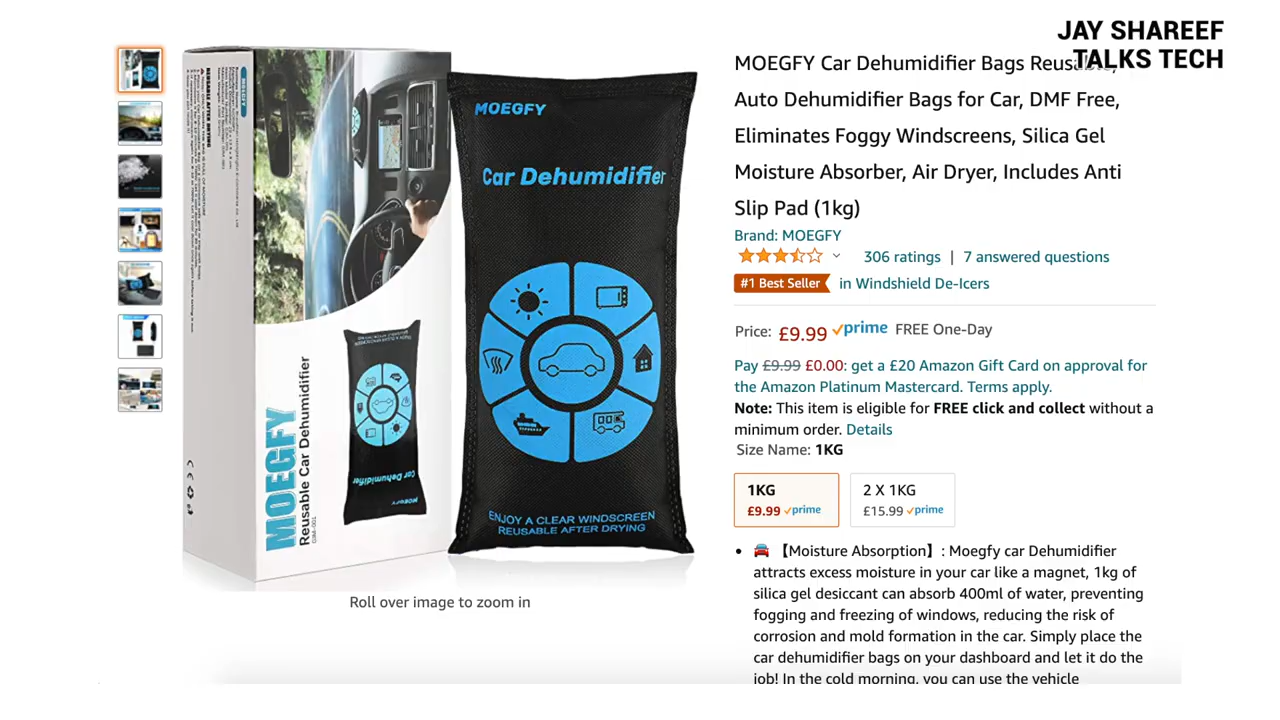 JAY SHAREEF
TALKS TECH
MOEGFY Car Dehumidifier Bags Reusable,
Auto Dehumidifier Bags for Car, DMF Free,
Eliminates Foggy Windscreens, Silica Gel
Moisture Absorber, Air Dryer, Includes Anti
Slip Pad (1kg)
Brand: MOEGFY
306 ratings | 7 answered questions
#1 Best Seller in Windshield De-Icers
Price: £9.99 prime FREE One-Day
Pay £9.99 £0.00: get a £20 Amazon Gift Card on approval for
the Amazon Platinum Mastercard. Terms apply.
Note: This item is eligible for FREE click and collect without a
minimum order. Details
Size Name: 1KG
1KG
£9.99 prime
2 X 1KG
£15.99 prime
• 🚘 【Moisture Absorption】: Moegfy car Dehumidifier
attracts excess moisture in your car like a magnet, 1kg of
silica gel desiccant can absorb 400ml of water, preventing
fogging and freezing of windows, reducing the risk of
corrosion and mold formation in the car. Simply place the
car dehumidifier bags on your dashboard and let it do the
job! In the cold morning, you can use the vehicle
MOEGFY
Car Dehumidifier
ENJOY A CLEAR WINDSCREEN
REUSABLE AFTER DRYING
MOEGFY
Reusable Car Dehumidifier
Car Dehumidifier
MOEGFY
REUSABLE AFTER DRYING
Roll over image to zoom in